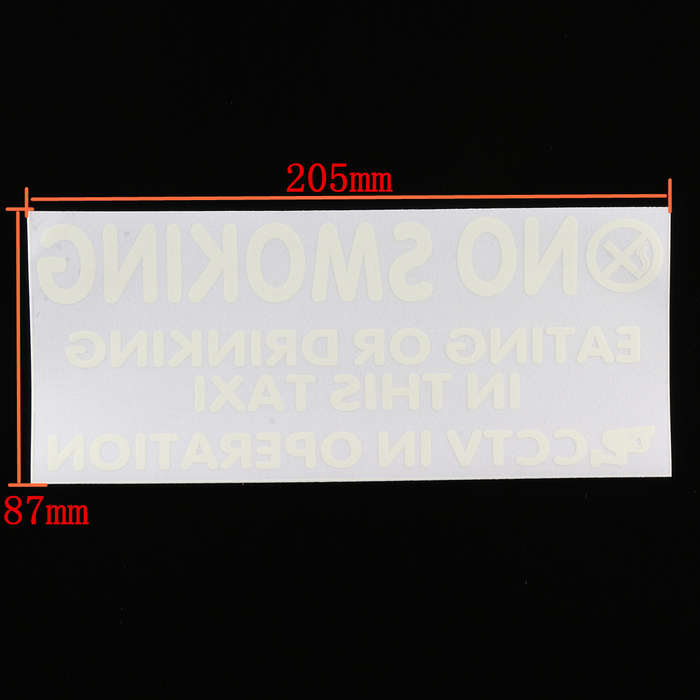 205mm
NO SMOKING
EATING OR DRINKING
IN THIS TAXI
CCTV IN OPERATION
87mm